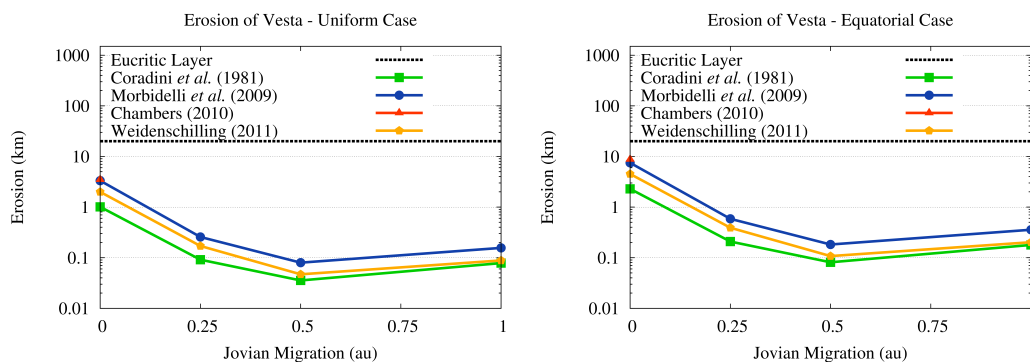 Erosion of Vesta - Uniform Case
1000
100
10
1
0.1
0.01
Erosion (km)
Eucritic Layer
Coradini et al. (1981)
Morbidelli et al. (2009)
Chambers (2010)
Weidenschilling (2011)
0
0.25
0.5
0.75
1
Jovian Migration (au)
Erosion of Vesta - Equatorial Case
1000
100
10
1
0.1
0.01
Erosion (km)
Eucritic Layer
Coradini et al. (1981)
Morbidelli et al. (2009)
Chambers (2010)
Weidenschilling (2011)
0
0.25
0.5
0.75
Jovian Migration (au)